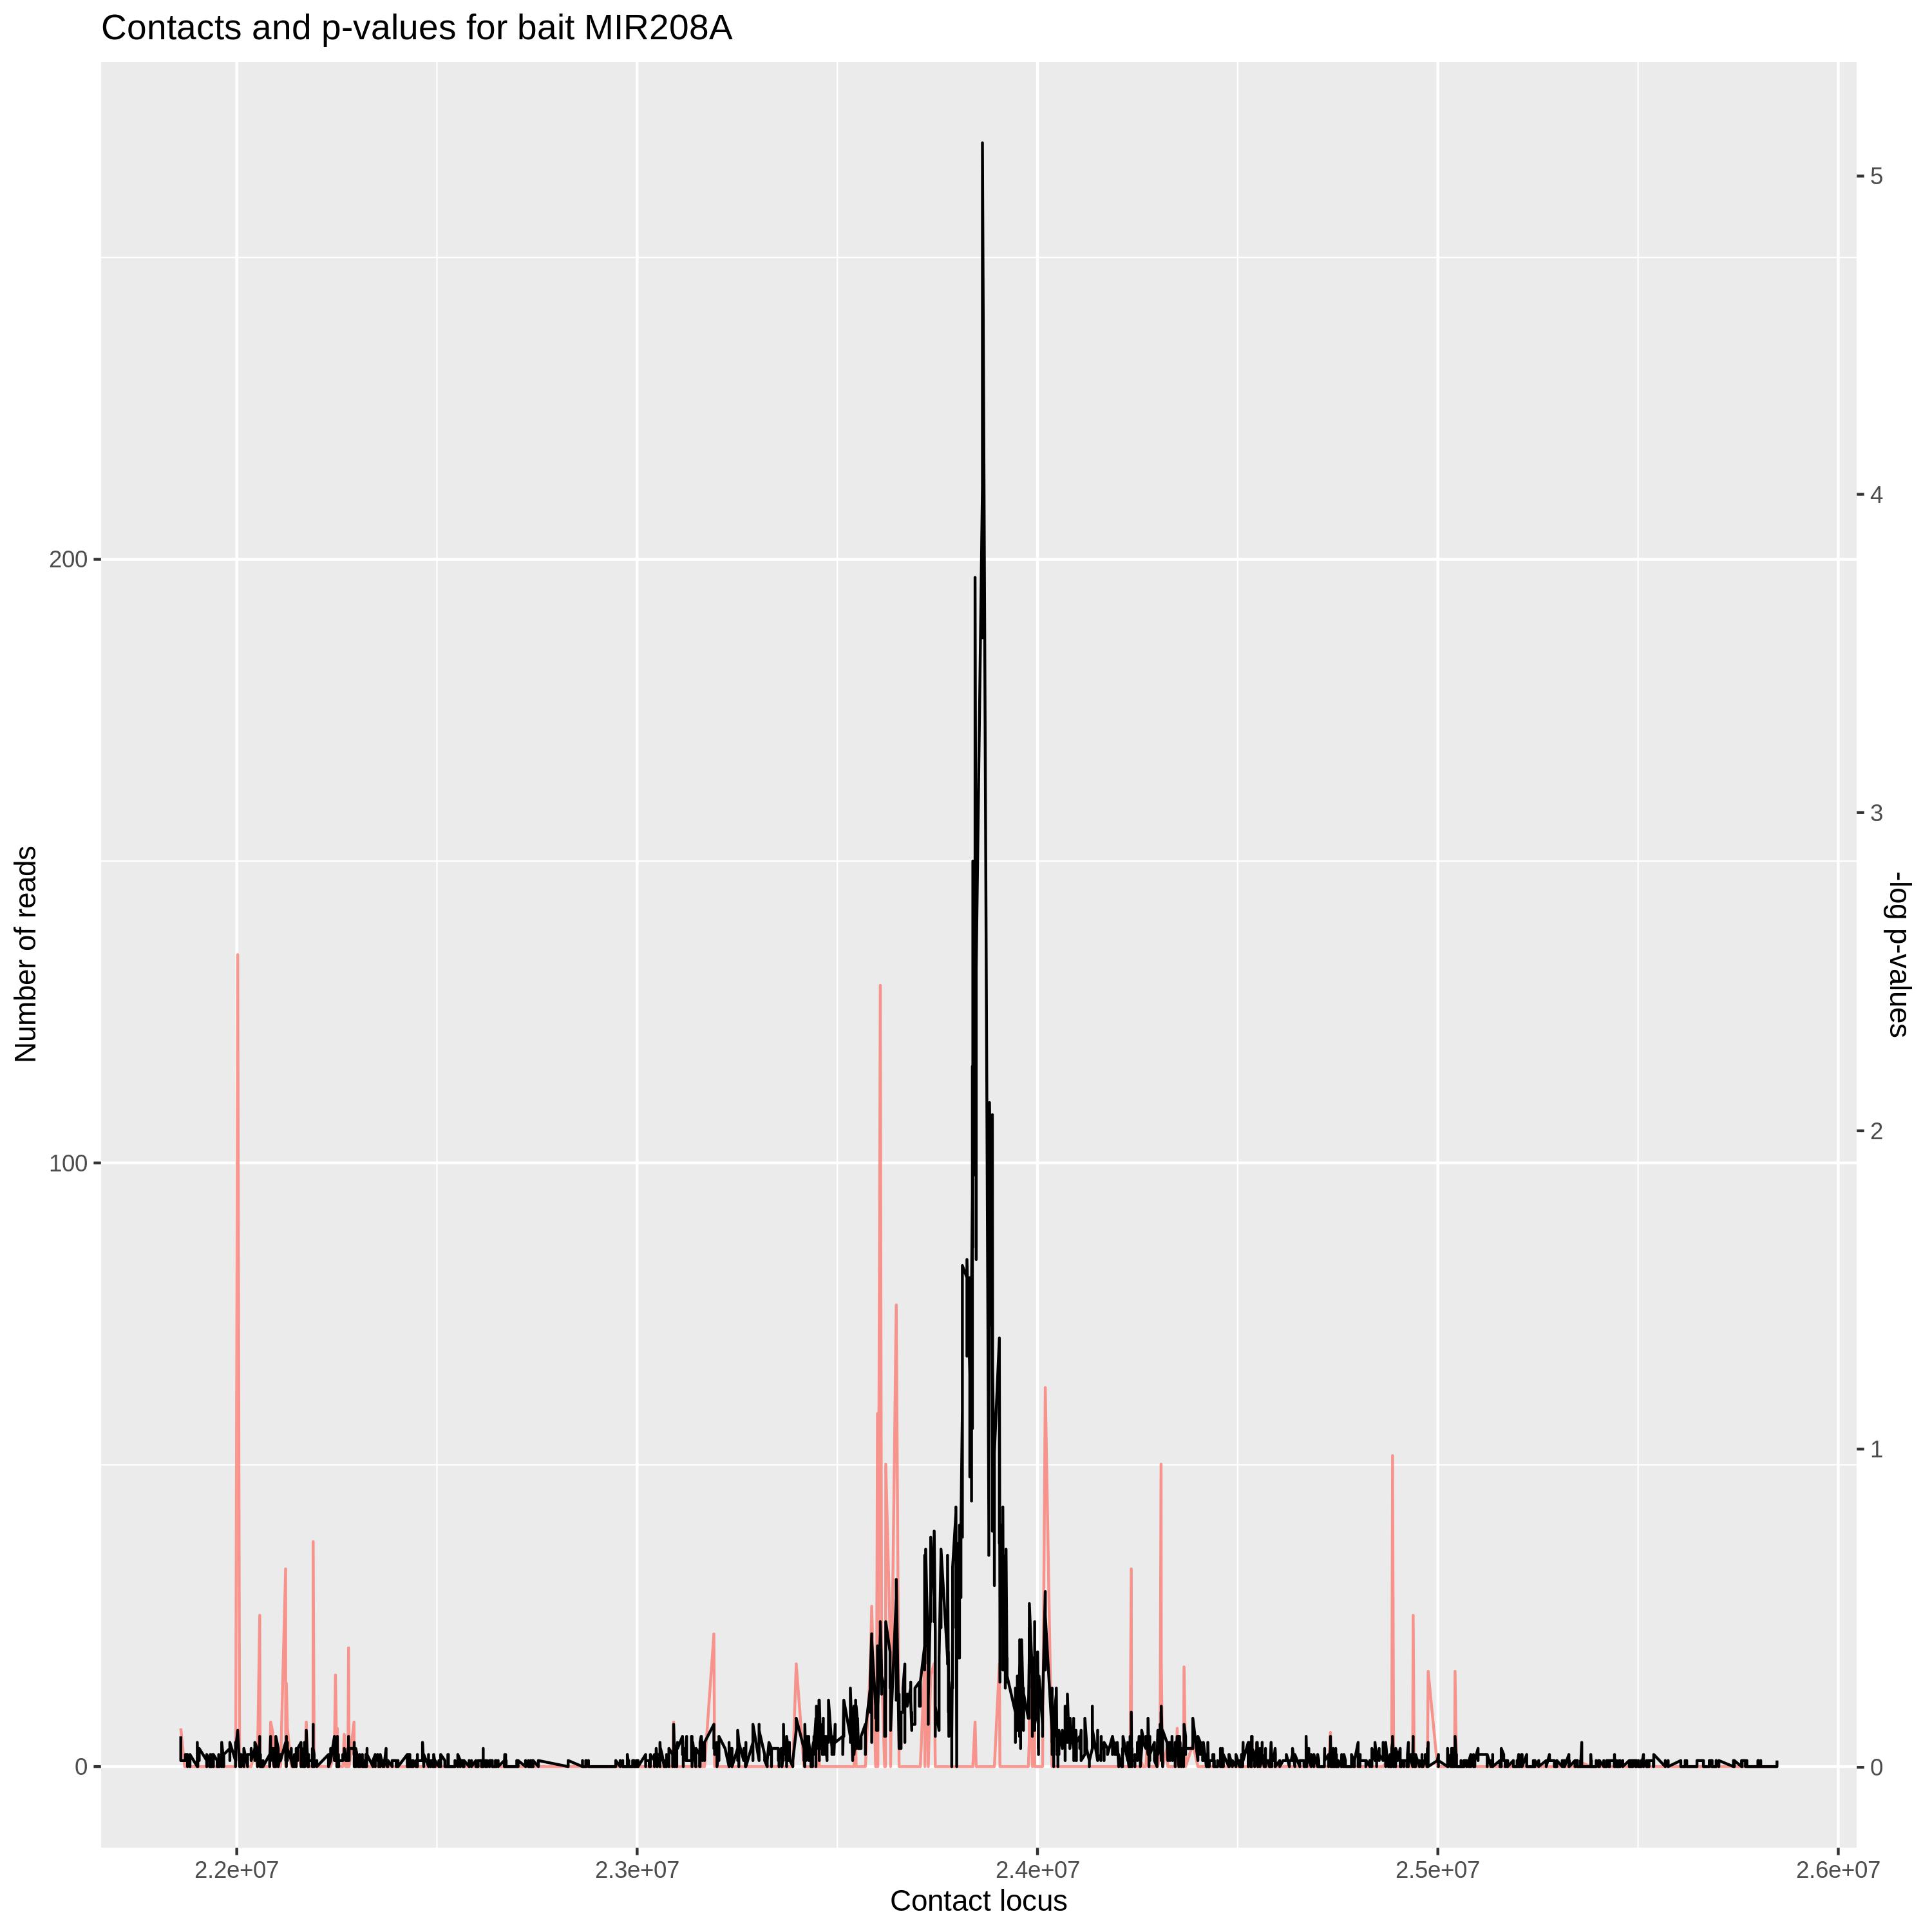 Contacts and p-values for bait MIR208A
Number of reads
200
100
0
5
4
3
2
1
0
-log p-values
2.2e+07
2.3e+07
2.4e+07
2.5e+07
2.6e+07
Contact locus